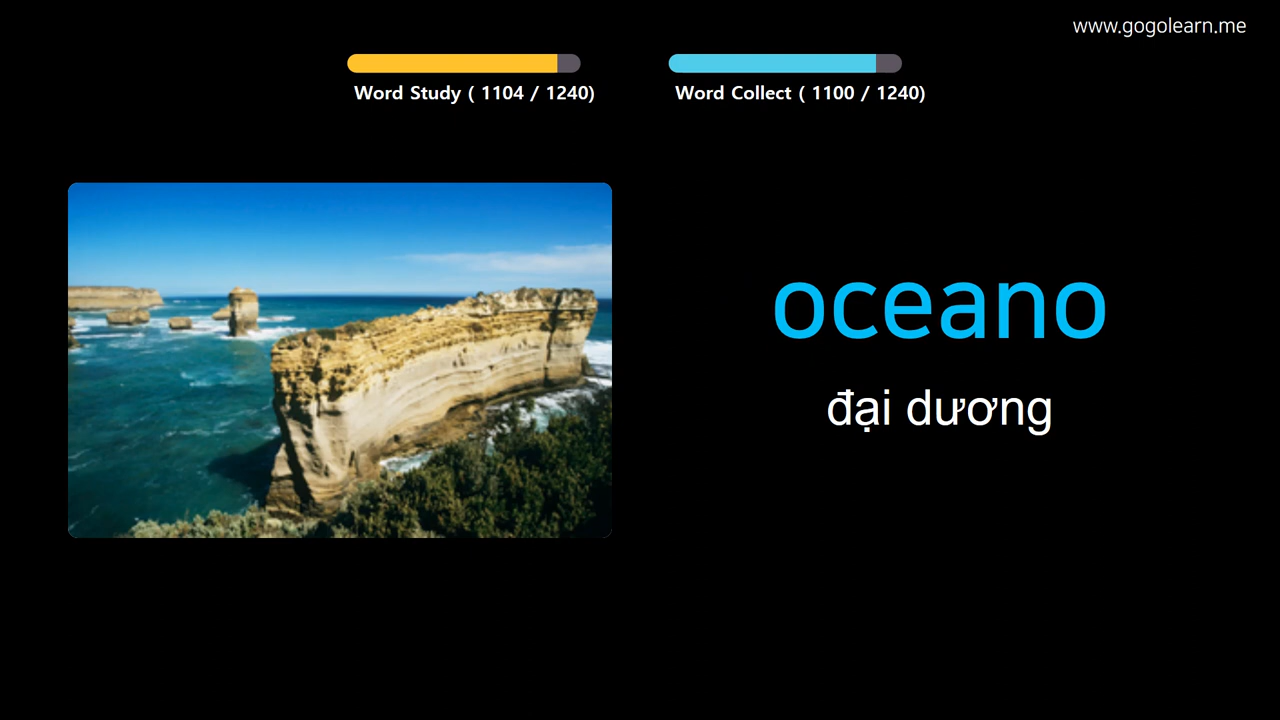 www.gogolearn.me
Word Study ( 1104 / 1240)
Word Collect ( 1100 / 1240)
oceano
đại dương